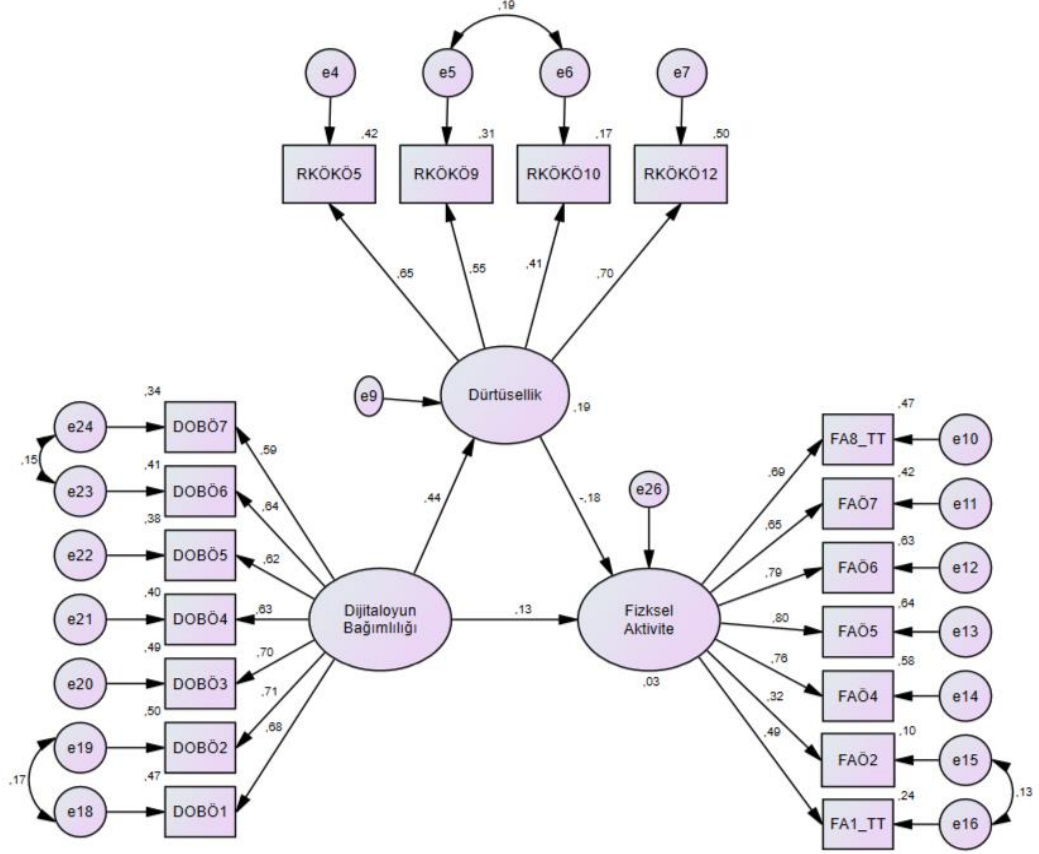 ,19
e4
e5
e6
e7
,42
,31
,17
,50
RKÖKÖ5
RKÖKÖ9
RKÖKÖ10
RKÖKÖ12
,65
,55
,41
,70
e9
Dürtüsellik
,19
,44
-,18
e26
,34
e24
DOBÖ7
,59
,15
,41
e23
DOBÖ6
,64
,38
e22
DOBÖ5
,62
,40
e21
DOBÖ4
,63
,49
e20
DOBÖ3
,70
,50
e19
DOBÖ2
,71
,17
,47
e18
DOBÖ1
,68
Dijitaloyun
Bağımlılığı
,13
Fizksel
Aktivite
,03
,47
,69
FA8_TT
e10
,42
,65
FAÖ7
e11
,63
,79
FAÖ6
e12
,64
,80
FAÖ5
e13
,58
,76
FAÖ4
e14
,10
,32
FAÖ2
e15
,13
,24
,49
FA1_TT
e16